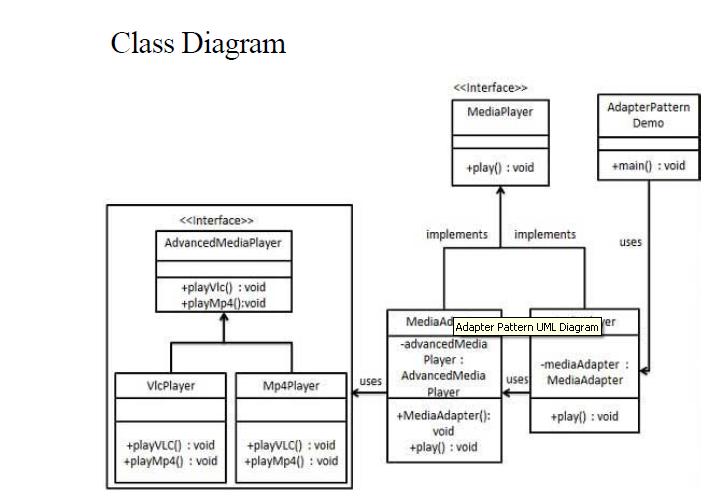 Class Diagram
<<Interface>>
MediaPlayer
+play() : void
AdapterPattern
Demo
+main() : void
implements
implements
uses
<<Interface>>
AdvancedMediaPlayer
+playVlc() : void
+playMp4():void
VlcPlayer
+playVLC() : void
+playMp4() : void
Mp4Player
+playVLC() : void
+playMp4() : void
uses
Adapter Pattern UML Diagram
-advancedMedia
Player :
AdvancedMedia
Player
+MediaAdapter():
void
+play() : void
uses
-mediaAdapter :
MediaAdapter
+play() : void